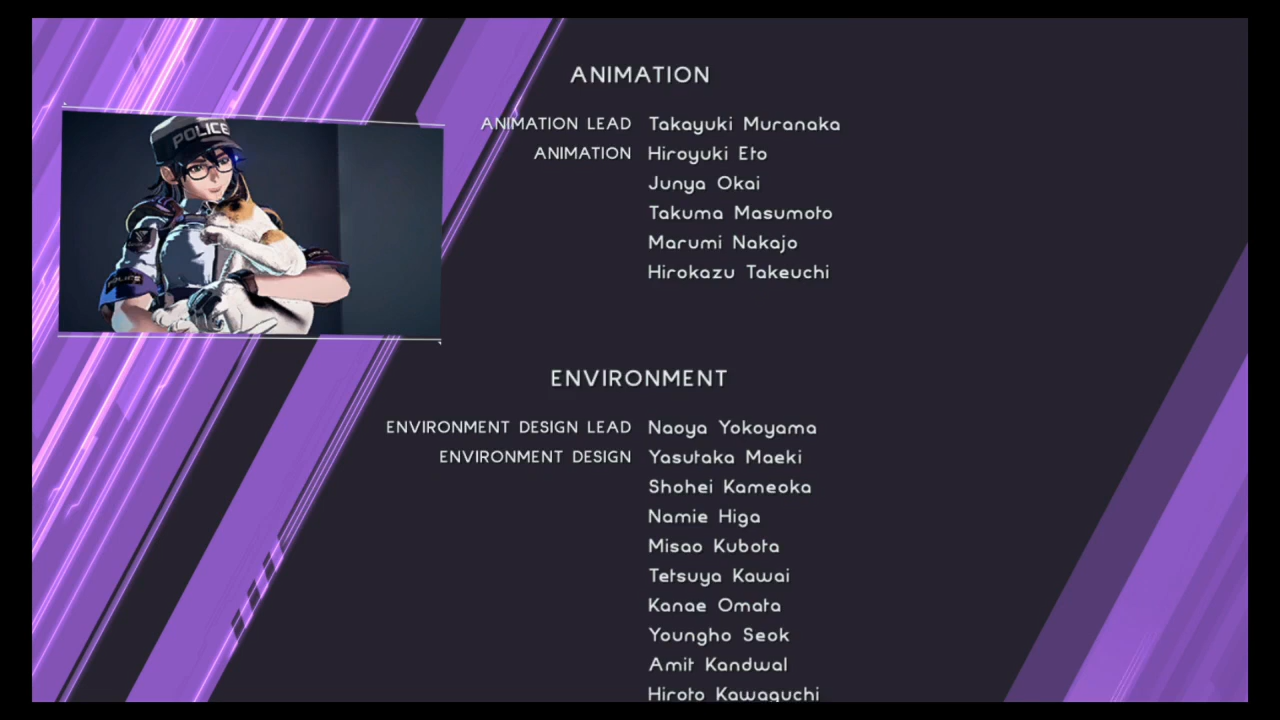 POLICE
POLICE
ANIMATION
ANIMATION LEAD Takayuki Muranaka
ANIMATION Hiroyuki Eto
Junya Okai
Takuma Masumoto
Marumi Nakajo
Hirokazu Takeuchi
ENVIRONMENT
ENVIRONMENT DESIGN LEAD Naoya Yokoyama
ENVIRONMENT DESIGN Yasutaka Maeki
Shohei Kameoka
Namie Higa
Misao Kubota
Tetsuya Kawai
Kanae Omata
Youngho Seok
Amit Kandwal
Hiroto Kawaguchi